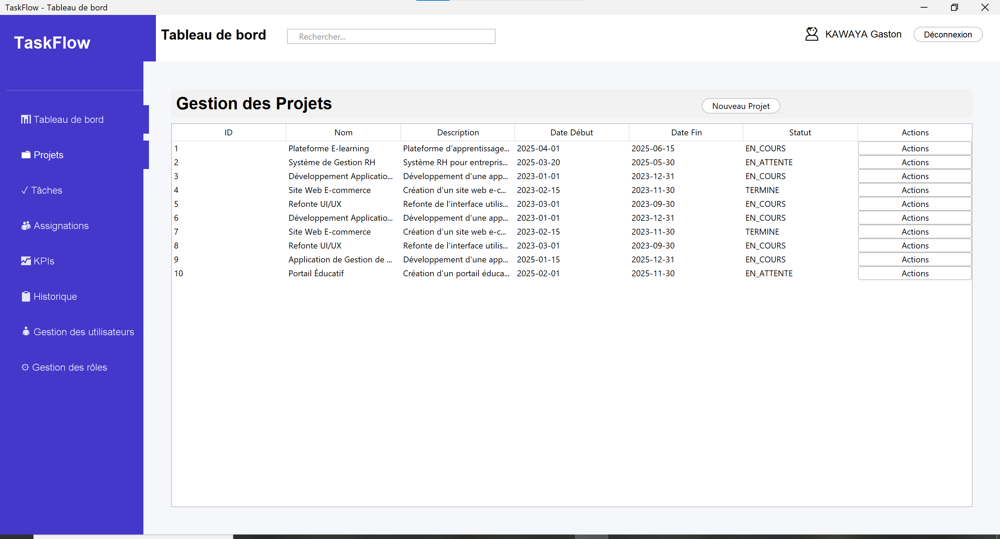 TaskFlow - Tableau de bord
TaskFlow
Tableau de bord
Rechercher...
KAWAYA Gaston
Déconnexion
Tableau de bord
Projets
✓ Tâches
Assignations
KPIs
Historique
Gestion des utilisateurs
Gestion des rôles
Gestion des Projets
Nouveau Projet
ID Nom Description Date Début Date Fin Statut Actions
1 Plateforme E-learning Plateforme d’apprentissage... 2025-04-01 2025-06-15 EN_COURS Actions
2 Système de Gestion RH Système RH pour entrepris... 2025-03-20 2025-05-30 EN_ATTENTE Actions
3 Développement Applicatio... Développement d'une app... 2023-01-01 2023-12-31 EN_COURS Actions
4 Site Web E-commerce Création d'un site web e-c... 2023-02-15 2023-11-30 TERMINE Actions
5 Refonte UI/UX Refonte de l'interface utilis... 2023-03-01 2023-09-30 EN_COURS Actions
6 Développement Applicatio... Développement d'une app... 2023-01-01 2023-12-31 EN_COURS Actions
7 Site Web E-commerce Création d'un site web e-c... 2023-02-15 2023-11-30 TERMINE Actions
8 Refonte UI/UX Refonte de l'interface utilis... 2023-03-01 2023-09-30 EN_COURS Actions
9 Application de Gestion de ... Développement d'une app... 2025-01-15 2025-12-31 EN_COURS Actions
10 Portail Éducatif Création d'un portail éduca... 2025-02-01 2025-11-30 EN_ATTENTE Actions